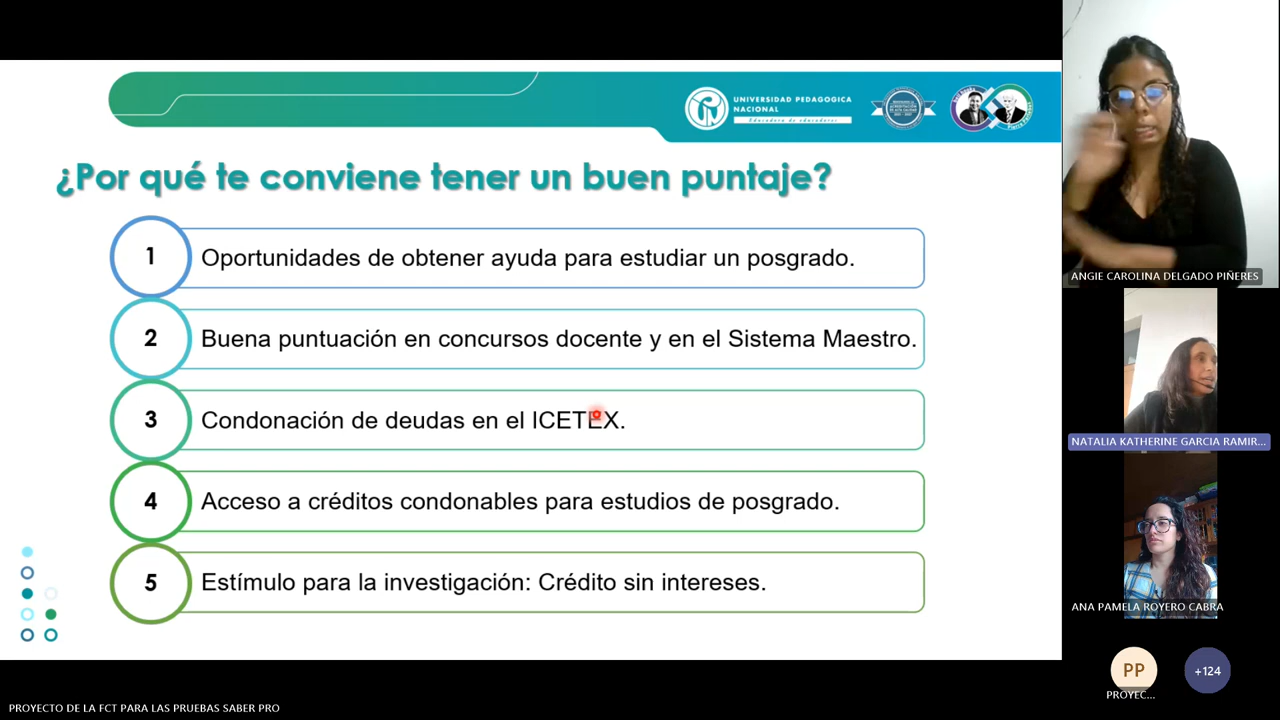 UNIVERSIDAD PEDAGOGICA
NACIONAL
Educadora de educadores
¿Por qué te conviene tener un buen puntaje?
1 Oportunidades de obtener ayuda para estudiar un posgrado.
2 Buena puntuación en concursos docente y en el Sistema Maestro.
3 Condonación de deudas en el ICETEX.
4 Acceso a créditos condonables para estudios de posgrado.
5 Estímulo para la investigación: Crédito sin intereses.
ANGIE CAROLINA DELGADO PIÑERES
NATALIA KATHERINE GARCIA RAMIR...
ANA PAMELA ROYERO CABRA
PP
PROYEC...
+124
PROYECTO DE LA FCT PARA LAS PRUEBAS SABER PRO